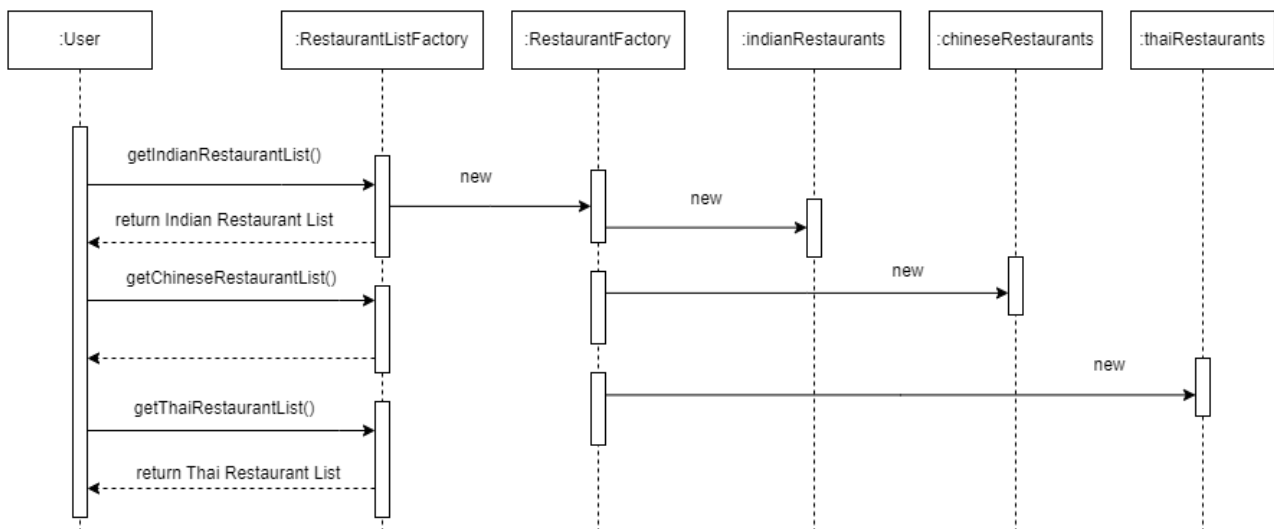 :User
:RestaurantListFactory
:RestaurantFactory
:indianRestaurants
:chineseRestaurants
:thaiRestaurants
getIndianRestaurantList()
new
new
return Indian Restaurant List
getChineseRestaurantList()
new
new
getThaiRestaurantList()
return Thai Restaurant List